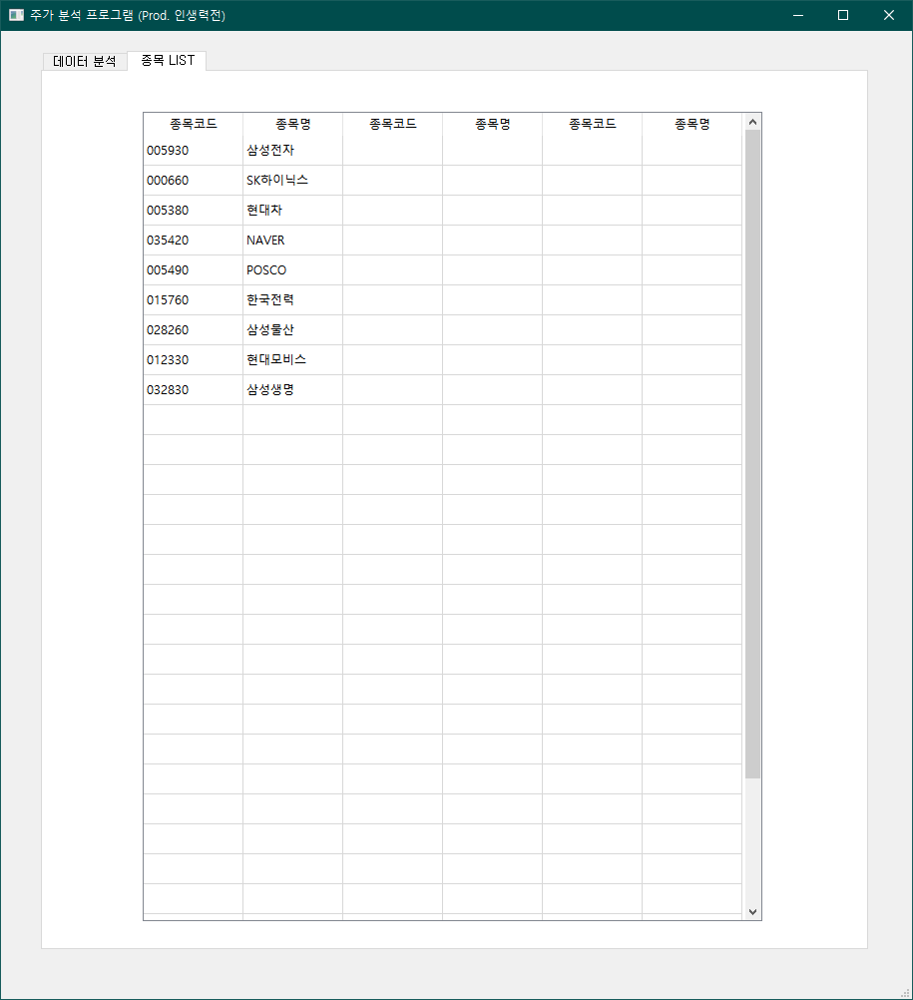 주가 분석 프로그램 (Prod. 인생력전)
데이터 분석 종목 LIST
종목코드 종목명 종목코드 종목명 종목코드 종목명
005930 삼성전자
000660 SK하이닉스
005380 현대차
035420 NAVER
005490 POSCO
015760 한국전력
028260 삼성물산
012330 현대모비스
032830 삼성생명